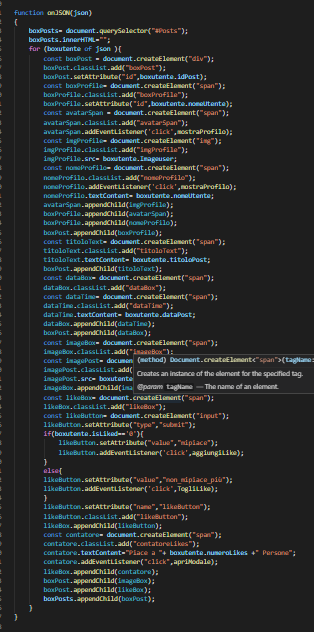 function onJSON(json)
{
boxPosts= document.querySelector("#Posts");
boxPosts.innerHTML="";
for (boxutente of json ){
const boxPost = document.createElement("div");
boxPost.classList.add("boxPost");
boxPost.setAttribute("id",boxutente.idPost);
const boxProfile= document.createElement("span");
boxProfile.classList.add("boxProfile");
boxProfile.setAttribute("id",boxutente.nomeUtente);
const avatarSpan = document.createElement("span");
avatarSpan.classList.add("avatarSpan");
avatarSpan.addEventListener('click',mostraProfilo);
const imgProfile= document.createElement("img");
imgProfile.classList.add("imgProfile");
imgProfile.src= boxutente.Imageuser;
const nomeProfilo= document.createElement("span");
nomeProfilo.classList.add("nomeProfilo");
nomeProfilo.addEventListener('click',mostraProfilo);
nomeProfilo.textContent= boxutente.nomeUtente;
avatarSpan.appendChild(imgProfile);
boxProfile.appendChild(avatarSpan);
boxProfile.appendChild(nomeProfilo);
boxPost.appendChild(boxProfile);
const titoloText= document.createElement("span");
titoloText.classList.add("titoloText");
titoloText.textContent= boxutente.titoloPost;
boxPost.appendChild(titoloText);
const dataBox= document.createElement("span");
dataBox.classList.add("dataBox");
const dataTime= document.createElement("span");
dataTime.classList.add("dataTime");
dataTime.textContent= boxutente.dataPost;
dataBox.appendChild(dataTime);
boxPost.appendChild(dataBox);
const imageBox= document.createElement("span");
imageBox.classList.add("imageBox");
const imagePost= docume (method) Document.createElement<"span">(tagName:
imagePost.classList.add
imagePost.src= boxutent Creates an instance of the element for the specified tag.
imageBox.appendChild(ima @param tagName — The name of an element.
const likeBox= document.createElement("span");
likeBox.classList.add("likeBox");
const likeButton= document.createElement("input");
likeButton.setAttribute("type","submit");
if(boxutente.isLiked=='0'){
likeButton.setAttribute("value","mipiace");
likeButton.addEventListener('click',aggiungiLike);
}
else{
likeButton.setAttribute("value","non_mipiace_più");
likeButton.addEventListener('click',TogliLike);
}
likeButton.setAttribute("name","likeButton");
likeButton.classList.add("likeButton");
likeBox.appendChild(likeButton);
const contatore= document.createElement("span");
contatore.classList.add("contatoreLikes");
contatore.textContent="Piace a "+ boxutente.numeroLikes +" Persone";
contatore.addEventListener("click",apriModale);
likeBox.appendChild(contatore);
boxPost.appendChild(imageBox);
boxPost.appendChild(likeBox);
boxPosts.appendChild(boxPost);
}
}